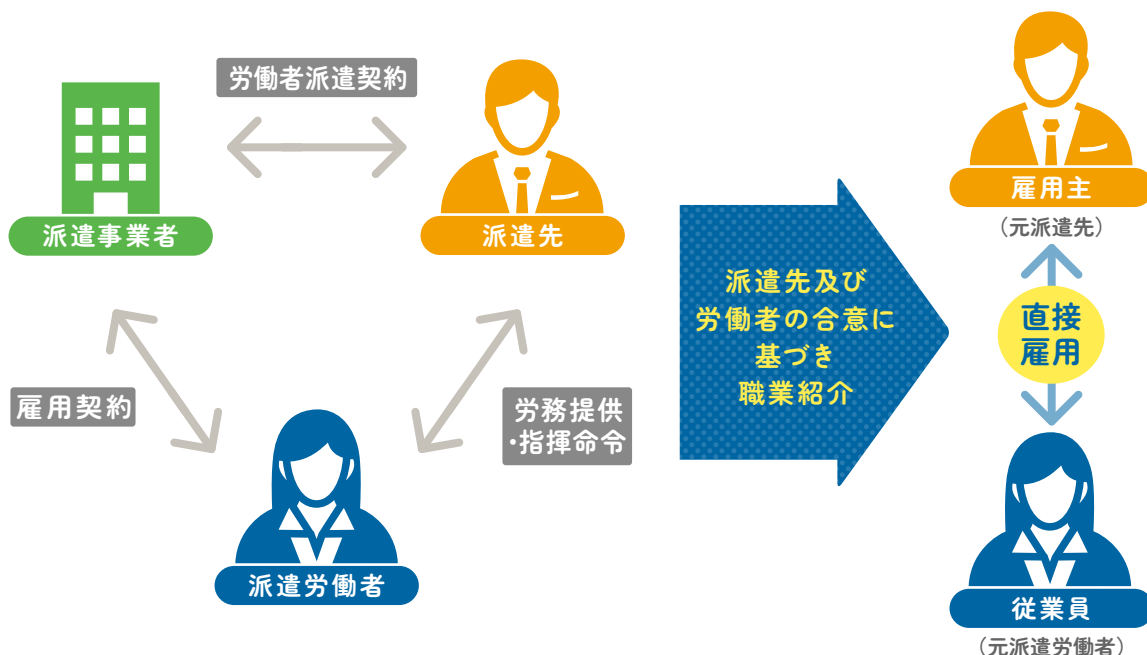 労働者派遣契約
派遣事業者
派遣先
雇用契約
労務提供
・指揮命令
派遣労働者
派遣先及び
労働者の合意に
基づき
職業紹介
雇用主
（元派遣先）
直接
雇用
従業員
（元派遣労働者）